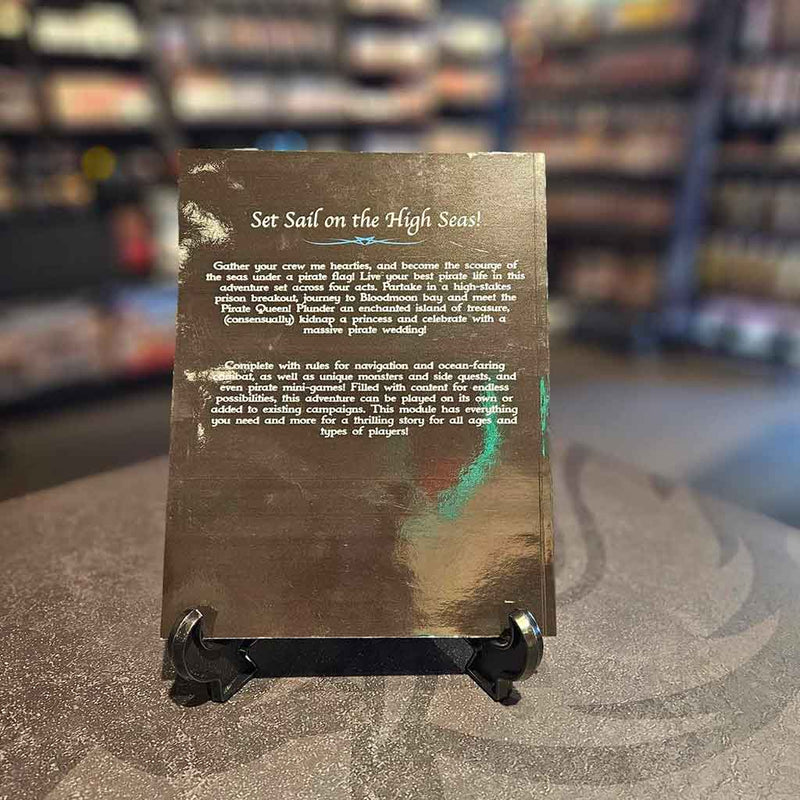 Set Sail on the High Seas!
Gather your crew me hearties, and become the scourge of
the seas under a pirate flag! Live your best pirate life in this
adventure set across four acts. Partake in a high-stakes
prison breakout, journey to Bloodmoon bay and meet the
Pirate Queen! Plunder an enchanted island of treasure,
(consensually) kidnap a princess and celebrate with a
massive pirate wedding!
Complete with rules for navigation and ocean-faring
combat, as well as unique monsters and side quests, and
even pirate mini-games! Filled with content for endless
possibilities, this adventure can be played on its own or
added to existing campaigns. This module has everything
you need and more for a thrilling story for all ages and
types of players!